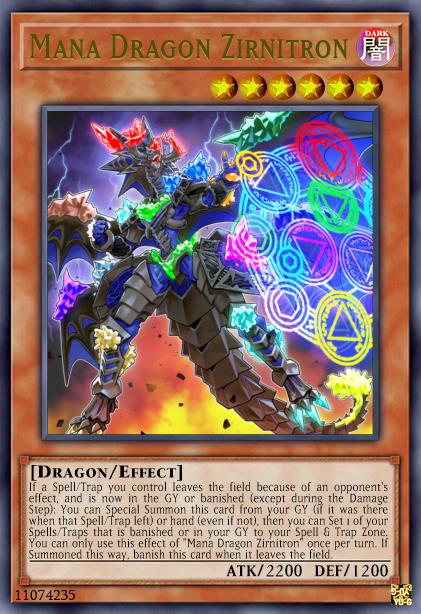 MANA DRAGON ZIRNITRON
DARK
闇
[DRAGON/EFFECT]
If a Spell/Trap you control leaves the field because of an opponent's
effect, and is now in the GY or banished (except during the Damage
Step): You can Special Summon this card from your GY (if it was there
when that Spell/Trap left) or hand (even if not), then you can Set 1 of your
Spells/Traps that is banished or in your GY to your Spell & Trap Zone.
You can only use this effect of "Mana Dragon Zirnitron" once per turn. If
Summoned this way, banish this card when it leaves the field.
ATK/2200 DEF/1200
11074235